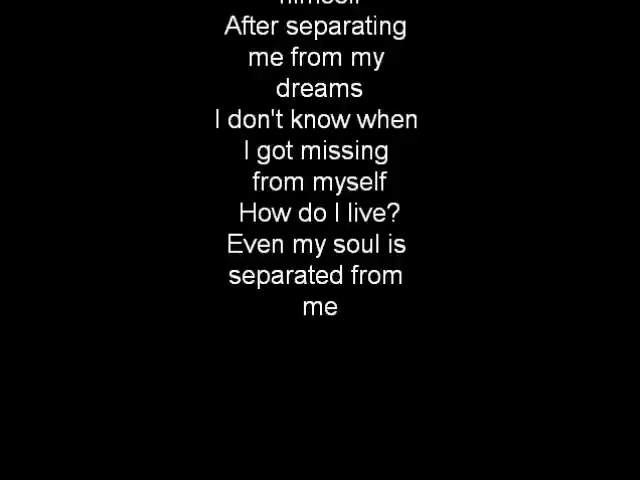 himself
After separating
me from my
dreams
I don't know when
I got missing
from myself
How do I live?
Even my soul is
separated from
me